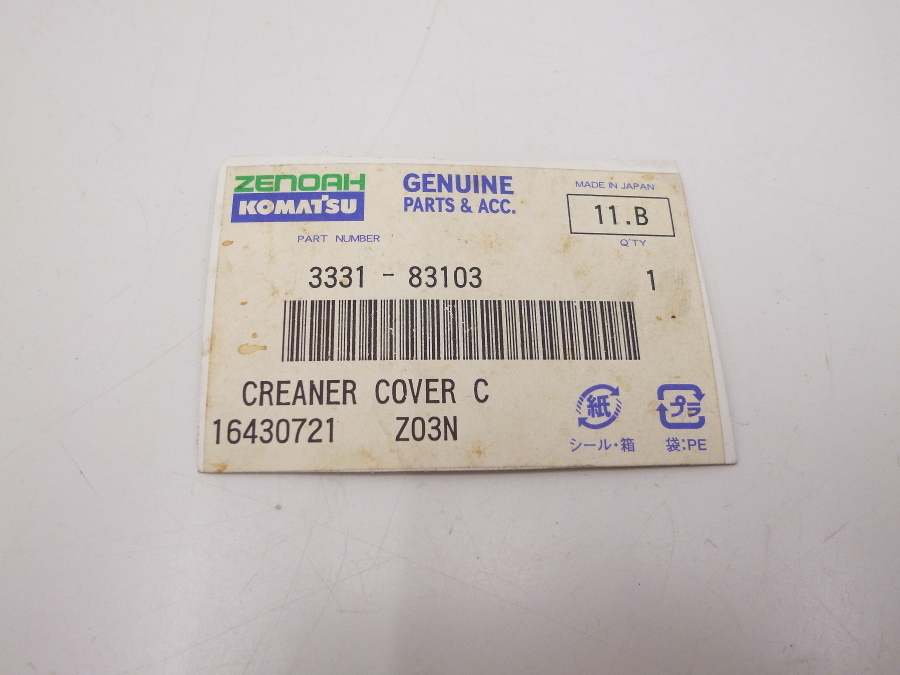 ZENOAH
KOMATSU
GENUINE
PARTS & ACC.
MADE IN JAPAN
11.B
PART NUMBER
Q'TY
3331 - 83103
1
CREANER COVER C
16430721 Z03N
紙
プラ
シール・箱
袋:PE